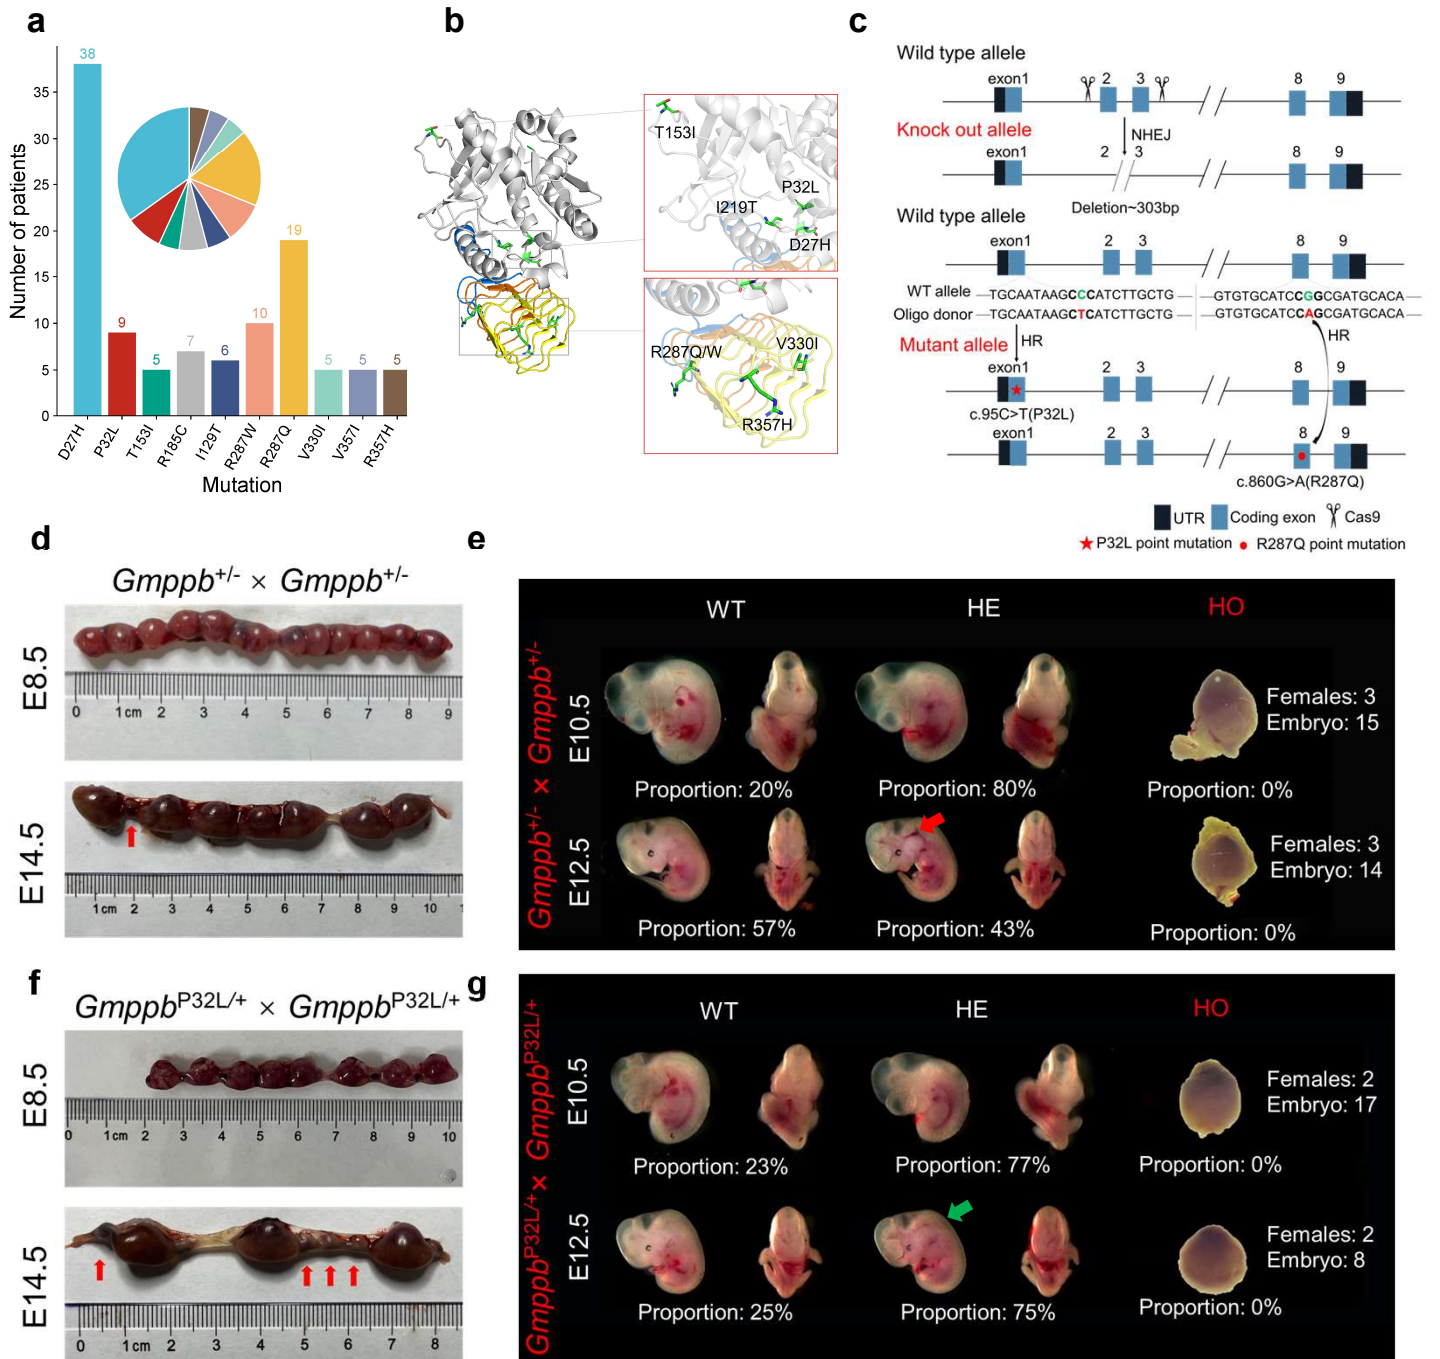 a
Number of patients
35
30
25
20
15
10
5
0
38
9
5
7
6
10
19
5
5
5
D27H
P32L
T153I
R185C
I129T
R287W
R287Q
V330I
V357I
R357H
Mutation
b
T153I
P32L
I219T
D27H
R287Q/W
V330I
R357H
c
Wild type allele
exon1 2 3 8 9
Knock out allele
NHEJ
exon1 2 3 8 9
Deletion~303bp
Wild type allele
exon1 2 3 8 9
WT allele TGCAATAAGCCCATCTTGCTG GTGTGCATCCGGCGATGCACA
Oligo donor TGCAATAAGCTCATCTTGCTG GTGTGCATCCAGCGATGCACA
Mutant allele
HR HR
exon1 2 3 8 9
c.95C>T(P32L)
exon1 2 3 8 9
c.860G>A(R287Q)
UTR Coding exon Cas9
P32L point mutation R287Q point mutation
d
Gmppb+/- × Gmppb+/-
E8.5
0 1cm 2 3 4 5 6 7 8 9
E14.5
1cm 2 3 4 5 6 7 8 9 10
e
WT HE HO
Gmppb+/- × Gmppb+/-
E10.5
Females: 3
Embryo: 15
Proportion: 20% Proportion: 80% Proportion: 0%
E12.5
Females: 3
Embryo: 14
Proportion: 57% Proportion: 43% Proportion: 0%
f
GmppbP32L/+ × GmppbP32L/+
E8.5
0 1cm 2 3 4 5 6 7 8 9 10
E14.5
0 1cm 2 3 4 5 6 7 8
g
WT HE HO
GmppbP32L/+ × GmppbP32L/+
E10.5
Females: 2
Embryo: 17
Proportion: 23% Proportion: 77% Proportion: 0%
E12.5
Females: 2
Embryo: 8
Proportion: 25% Proportion: 75% Proportion: 0%